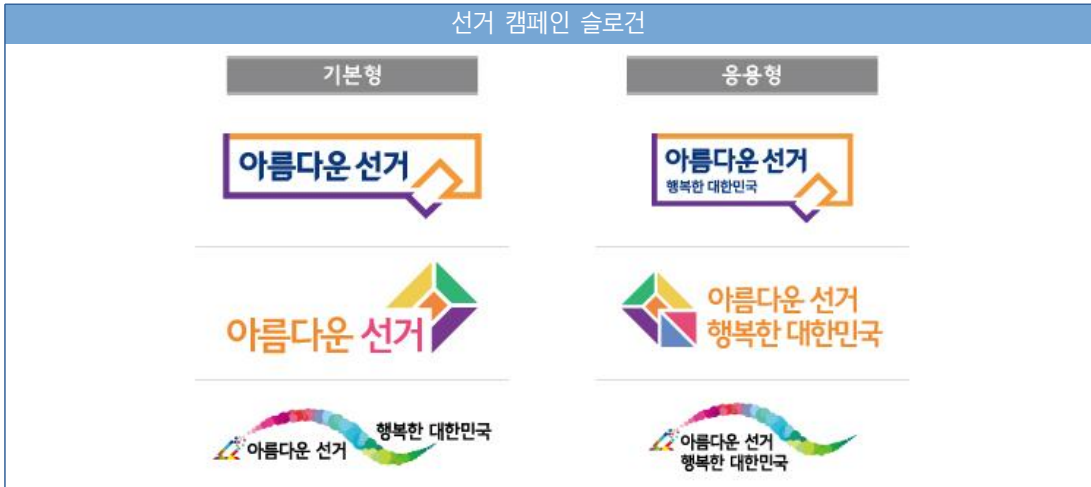 선거 캠페인 슬로건
기본형
응용형
아름다운 선거
아름다운 선거
행복한 대한민국
아름다운 선거
아름다운 선거
행복한 대한민국
아름다운 선거
행복한 대한민국
아름다운 선거
행복한 대한민국